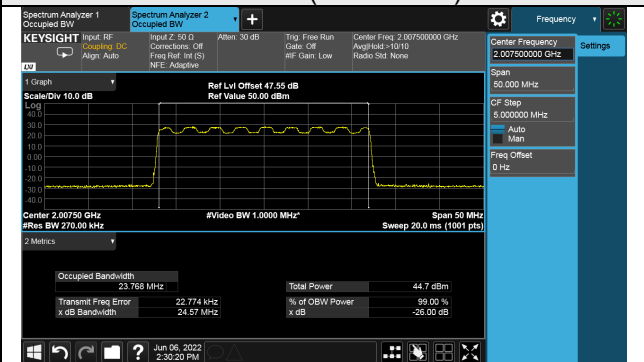 Spectrum Analyzer 1
Occupied BW
Spectrum Analyzer 2
Occupied BW
Frequency
KEYSIGHT
Input: RF
Coupling: DC
Align: Auto
Input Z: 50 Ω
Corrections: Off
Freq Ref: Int (S)
NFE: Adaptive
Atten: 30 dB
Trig: Free Run
Gate: Off
#IF Gain: Low
Center Freq: 2.007500000 GHz
Avg|Hold:>10/10
Radio Std: None
LXI
Center Frequency
2.007500000 GHz
Settings
Span
50.000 MHz
CF Step
5.000000 MHz
Auto
Man
Freq Offset
0 Hz
1 Graph
Scale/Div 10.0 dB
Ref Lvl Offset 47.55 dB
Ref Value 50.00 dBm
Log
40.0
30.0
20.0
10.0
0.00
-10.0
-20.0
-30.0
-40.0
Center 2.00750 GHz
#Res BW 270.00 kHz
#Video BW 1.0000 MHz*
Span 50 MHz
Sweep 20.0 ms (1001 pts)
2 Metrics
Occupied Bandwidth
23.768 MHz
Total Power 44.7 dBm
Transmit Freq Error 22.774 kHz
% of OBW Power 99.00 %
x dB Bandwidth 24.57 MHz
x dB -26.00 dB
?
Jun 06, 2022
2:30:20 PM